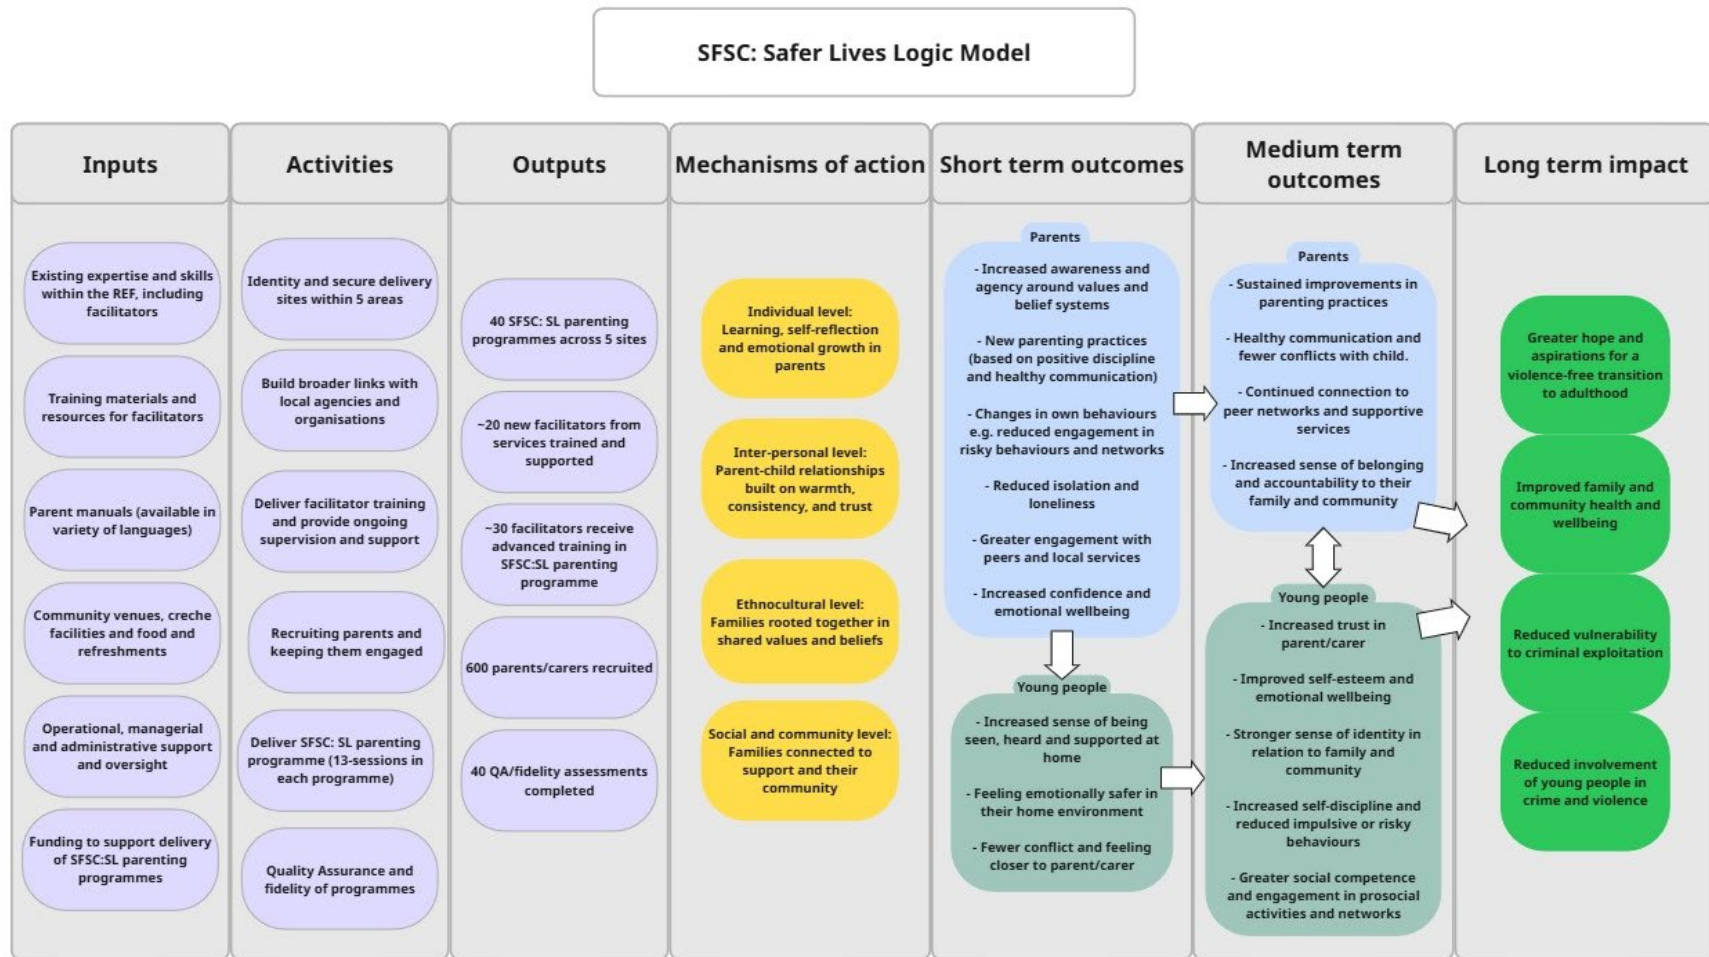 SFSC: Safer Lives Logic Model
Inputs
Existing expertise and skills
within the REF, including
facilitators
Training materials and
resources for facilitators
Parent manuals (available in
variety of languages)
Community venues, creche
facilities and food and
refreshments
Operational, managerial
and administrative support
and oversight
Funding to support delivery
of SFSC:SL parenting
programmes
Activities
Identity and secure delivery
sites within 5 areas
Build broader links with
local agencies and
organisations
Deliver facilitator training
and provide ongoing
supervision and support
Recruiting parents and
keeping them engaged
Deliver SFSC: SL parenting
programme (13-sessions in
each programme)
Quality Assurance and
fidelity of programmes
Outputs
40 SFSC: SL parenting
programmes across 5 sites
~20 new facilitators from
services trained and
supported
~30 facilitators receive
advanced training in
SFSC:SL parenting
programme
600 parents/carers recruited
40 QA/fidelity assessments
completed
Mechanisms of action
Individual level:
Learning, self-reflection
and emotional growth in
parents
Inter-personal level:
Parent-child relationships
built on warmth,
consistency, and trust
Ethnocultural level:
Families rooted together in
shared values and beliefs
Social and community level:
Families connected to
support and their
community
Short term outcomes
Parents
- Increased awareness and
agency around values and
belief systems
- New parenting practices
(based on positive discipline
and healthy communication)
- Changes in own behaviours
e.g. reduced engagement in
risky behaviours and networks
- Reduced isolation and
loneliness
- Greater engagement with
peers and local services
- Increased confidence and
emotional wellbeing
Young people
- Increased sense of being
seen, heard and supported at
home
- Feeling emotionally safer in
their home environment
- Fewer conflict and feeling
closer to parent/carer
Medium term
outcomes
Parents
- Sustained improvements in
parenting practices
- Healthy communication and
fewer conflicts with child.
- Continued connection to
peer networks and supportive
services
- Increased sense of belonging
and accountability to their
family and community
Young people
- Increased trust in
parent/carer
- Improved self-esteem and
emotional wellbeing
- Stronger sense of identity in
relation to family and
community
- Increased self-discipline and
reduced impulsive or risky
behaviours
- Greater social competence
and engagement in prosocial
activities and networks
Long term impact
Greater hope and
aspirations for a
violence-free transition
to adulthood
Improved family and
community health and
wellbeing
Reduced vulnerability
to criminal exploitation
Reduced involvement
of young people in
crime and violence